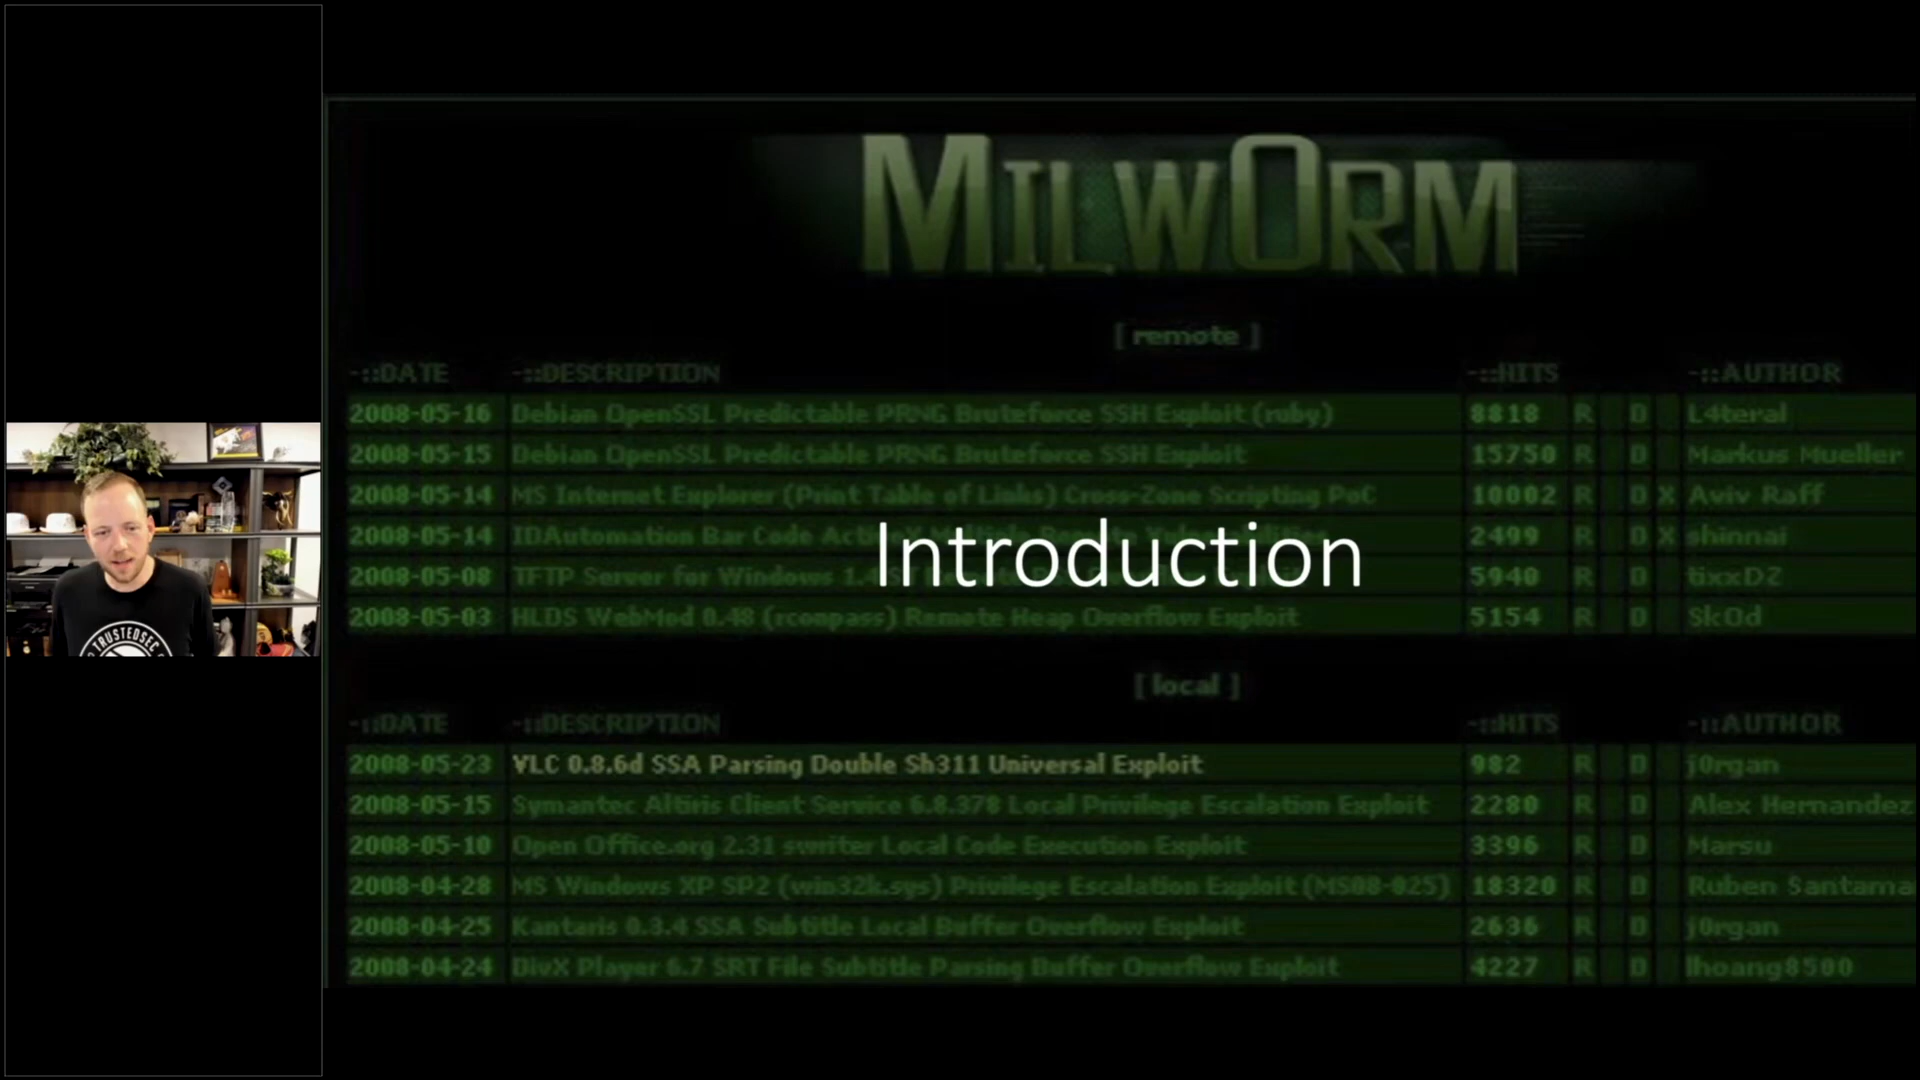 MILWORM
[ remote ]
-::DATE -::DESCRIPTION -::HITS -::AUTHOR
2008-05-16 Debian OpenSSL Predictable PRNG Bruteforce SSH Exploit (ruby) 8818 R D L4teral
2008-05-15 Debian OpenSSL Predictable PRNG Bruteforce SSH Exploit 15750 R D Markus Mueller
2008-05-14 MS Internet Explorer (Print Table of Links) Cross-Zone Scripting PoC 10002 R D X Aviv Raff
2008-05-14 IDAutomation Bar Code 2499 R D X shinnai
Introduction
2008-05-08 TFTP Server for Windows 5940 R D tixxDZ
2008-05-03 HLDS WebMod 0.48 (rconpass) Remote Heap Overflow Exploit 5154 R D SkOd
[ local ]
-::DATE -::DESCRIPTION -::HITS -::AUTHOR
2008-05-23 VLC 0.8.6d SSA Parsing Double Sh311 Universal Exploit 982 R D j0rgan
2008-05-15 Symantec Altiris Client Service 6.8.378 Local Privilege Escalation Exploit 2280 R D Alex Hernandez
2008-05-10 Open Office.org 2.31 swriter Local Code Execution Exploit 3396 R D Marsu
2008-04-28 MS Windows XP SP2 (win32k.sys) Privilege Escalation Exploit (MS08-025) 18320 R D Ruben Santama
2008-04-25 Kantaris 0.3.4 SSA Subtitle Local Buffer Overflow Exploit 2636 R D j0rgan
2008-04-24 DivX Player 6.7 SRT File Subtitle Parsing Buffer Overflow Exploit 4227 R D lhoang8500
TRUSTEDSEC